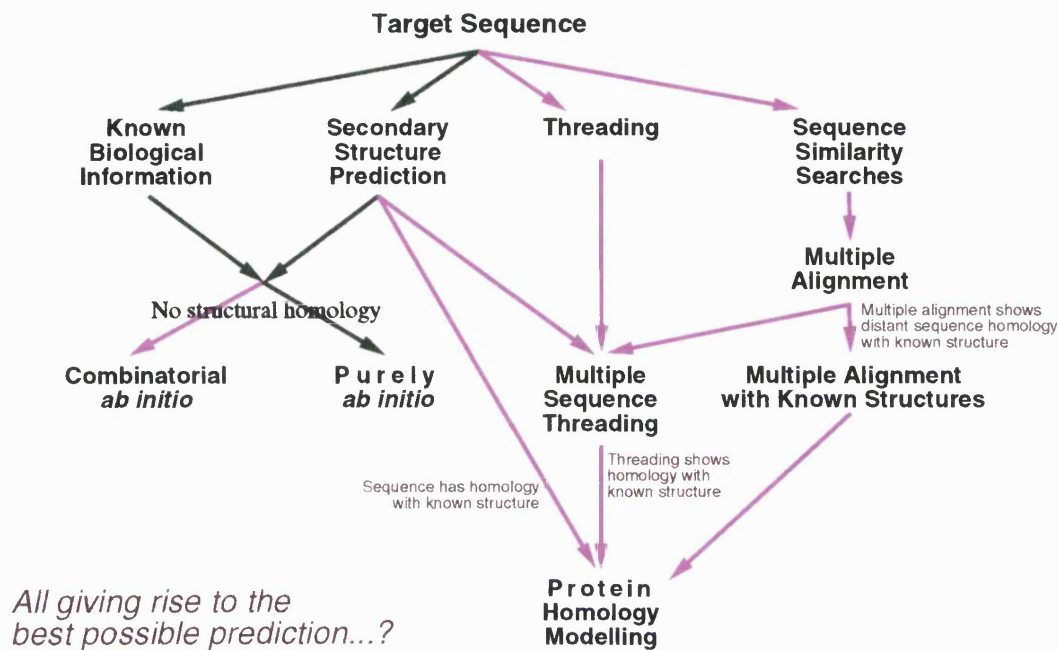 Target Sequence
Known
Biological
Information
Secondary
Structure
Prediction
Threading
Sequence
Similarity
Searches
Multiple
Alignment
No structural homology
Multiple alignment shows
distant sequence homology
with known structure
Combinatorial
ab initio
Purely
ab initio
Multiple
Sequence
Threading
Multiple Alignment
with Known Structures
Sequence has homology
with known structure
Threading shows
homology with
known structure
Protein
Homology
Modelling
All giving rise to the
best possible prediction...?